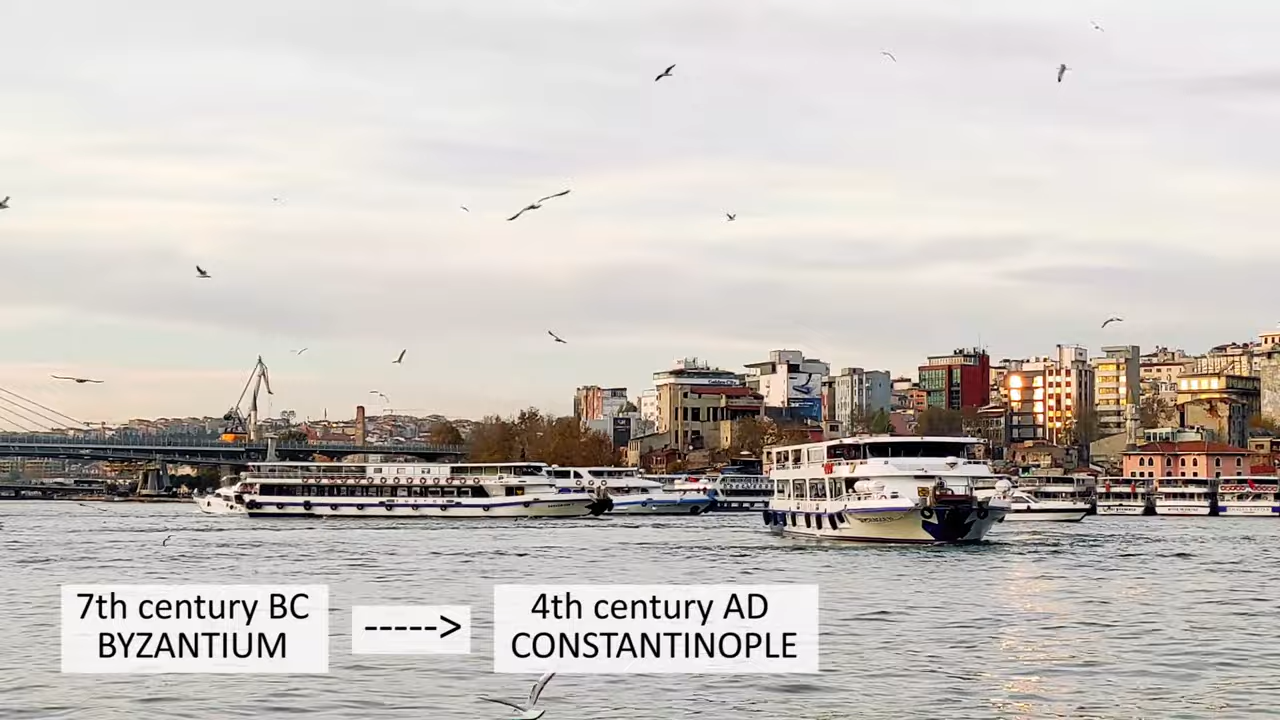 7th century BC
BYZANTIUM
----->
4th century AD
CONSTANTINOPLE